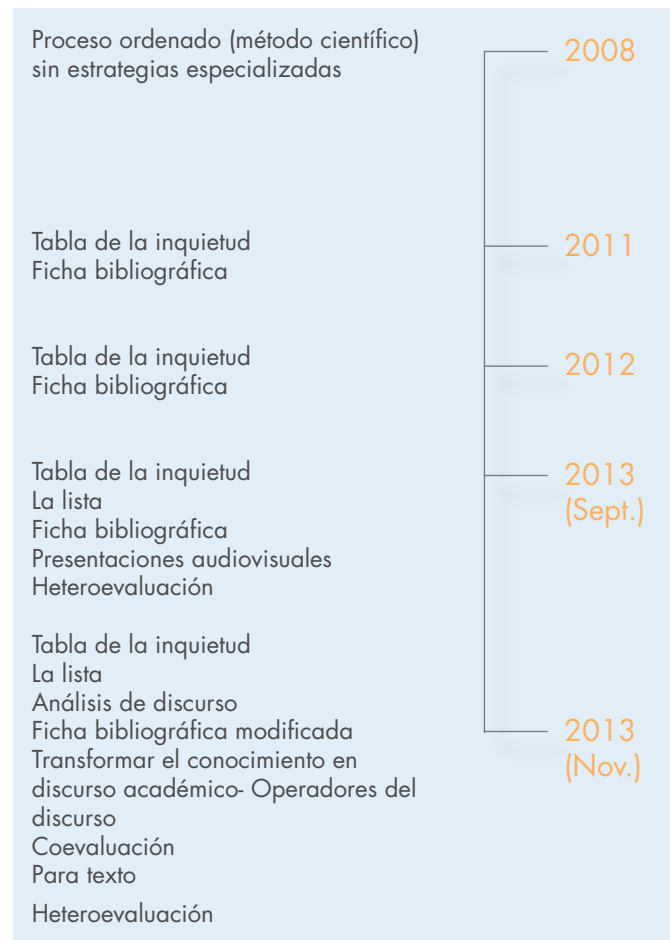 Proceso ordenado (método científico)
sin estrategias especializadas
2008
Tabla de la inquietud
Ficha bibliográfica
2011
Tabla de la inquietud
Ficha bibliográfica
2012
Tabla de la inquietud
La lista
Ficha bibliográfica
Presentaciones audiovisuales
Heteroevaluación
2013
(Sept.)
Tabla de la inquietud
La lista
Análisis de discurso
Ficha bibliográfica modificada
Transformar el conocimiento en
discurso académico- Operadores del
discurso
Coevaluación
Para texto
Heteroevaluación
2013
(Nov.)